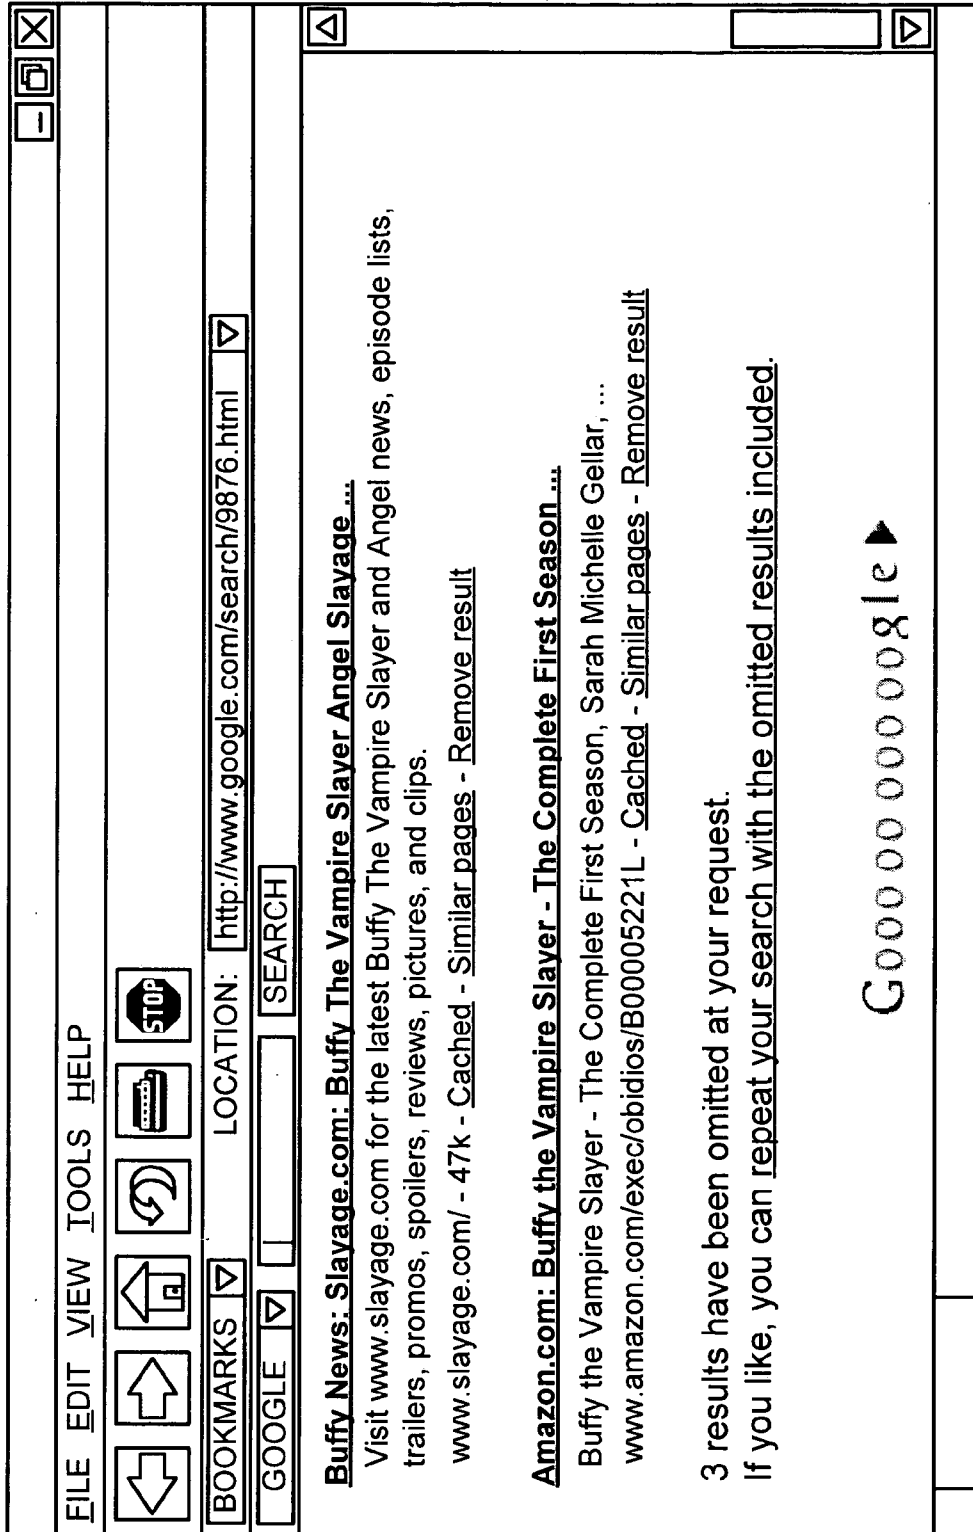 FILE EDIT VIEW TOOLS HELP
STOP
BOOKMARKS LOCATION: http://www.google.com/search/9876.html
GOOGLE SEARCH
Buffy News: Slayage.com: Buffy The Vampire Slayer Angel Slayage ...
Visit www.slayage.com for the latest Buffy The Vampire Slayer and Angel news, episode lists,
trailers, promos, spoilers, reviews, pictures, and clips.
www.slayage.com/ - 47k - Cached - Similar pages - Remove result
Amazon.com: Buffy the Vampire Slayer - The Complete First Season ...
Buffy the Vampire Slayer - The Complete First Season, Sarah Michelle Gellar, ...
www.amazon.com/exec/obidios/B00005221L - Cached - Similar pages - Remove result
3 results have been omitted at your request.
If you like, you can repeat your search with the omitted results included.
Goooooooooogle